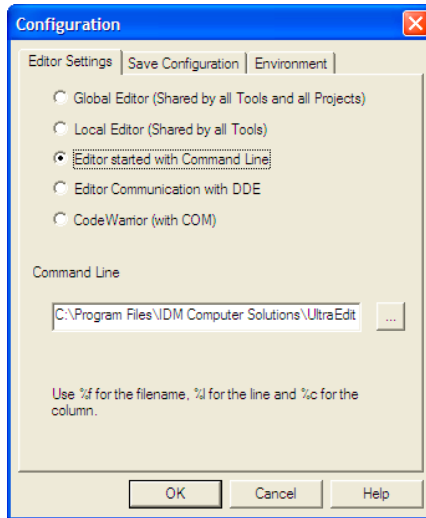 Configuration
Editor Settings Save Configuration Environment
Global Editor (Shared by all Tools and all Projects)
Local Editor (Shared by all Tools)
Editor started with Command Line
Editor Communication with DDE
CodeWarrior (with COM)
Command Line
C:\Program Files\IDM Computer Solutions\UltraEdit
...
Use %f for the filename, %l for the line and %c for the
column.
OK Cancel Help